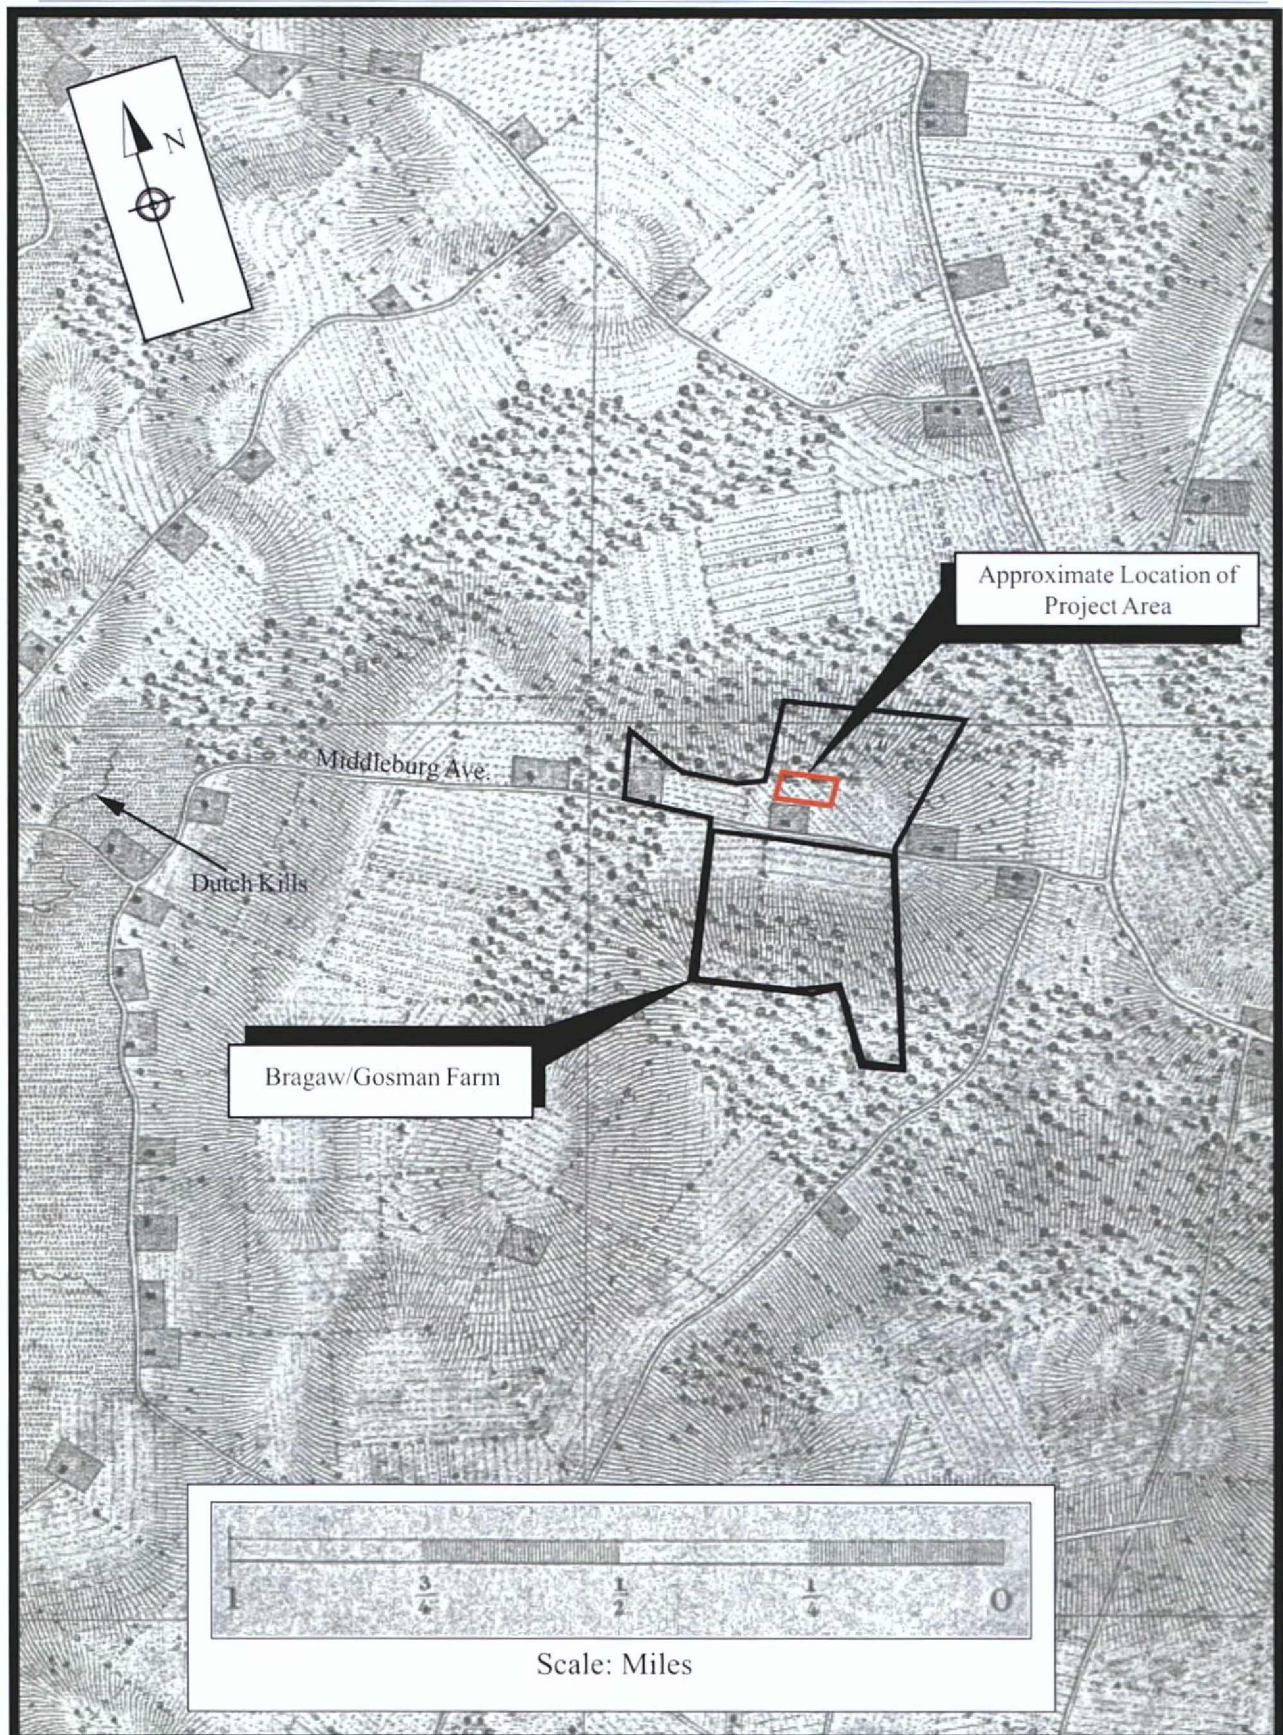 N
Approximate Location of
Project Area
Middleburg Ave.
Dutch Kills
Bragaw/Gosman Farm
1 3/4 1/2 1/4 0
Scale: Miles